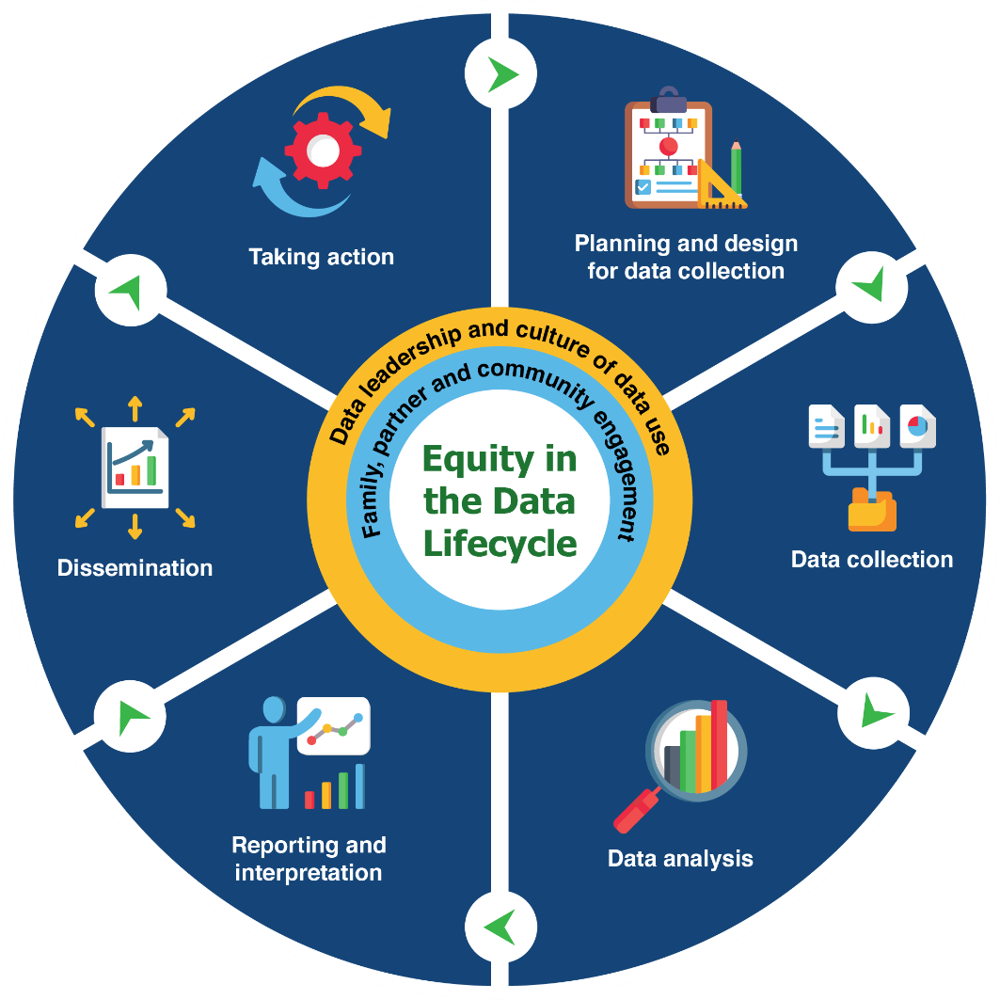 Taking action
Planning and design
for data collection
Data leadership and culture of data use
Family, partner and community engagement
Equity in
the Data
Lifecycle
Data collection
Dissemination
Reporting and
interpretation
Data analysis